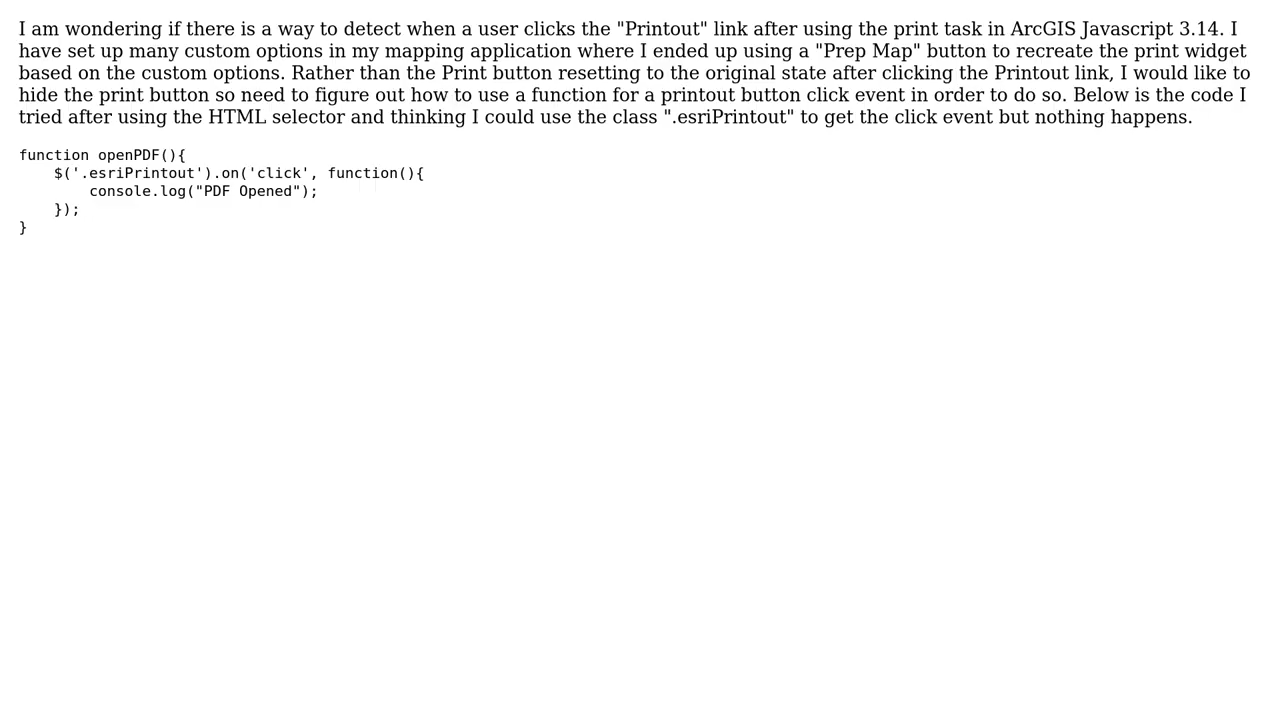 I am wondering if there is a way to detect when a user clicks the "Printout" link after using the print task in ArcGIS Javascript 3.14. I
have set up many custom options in my mapping application where I ended up using a "Prep Map" button to recreate the print widget
based on the custom options. Rather than the Print button resetting to the original state after clicking the Printout link, I would like to
hide the print button so need to figure out how to use a function for a printout button click event in order to do so. Below is the code I
tried after using the HTML selector and thinking I could use the class ".esriPrintout" to get the click event but nothing happens.
function openPDF(){
    $('.esriPrintout').on('click', function(){
        console.log("PDF Opened");
    });
}